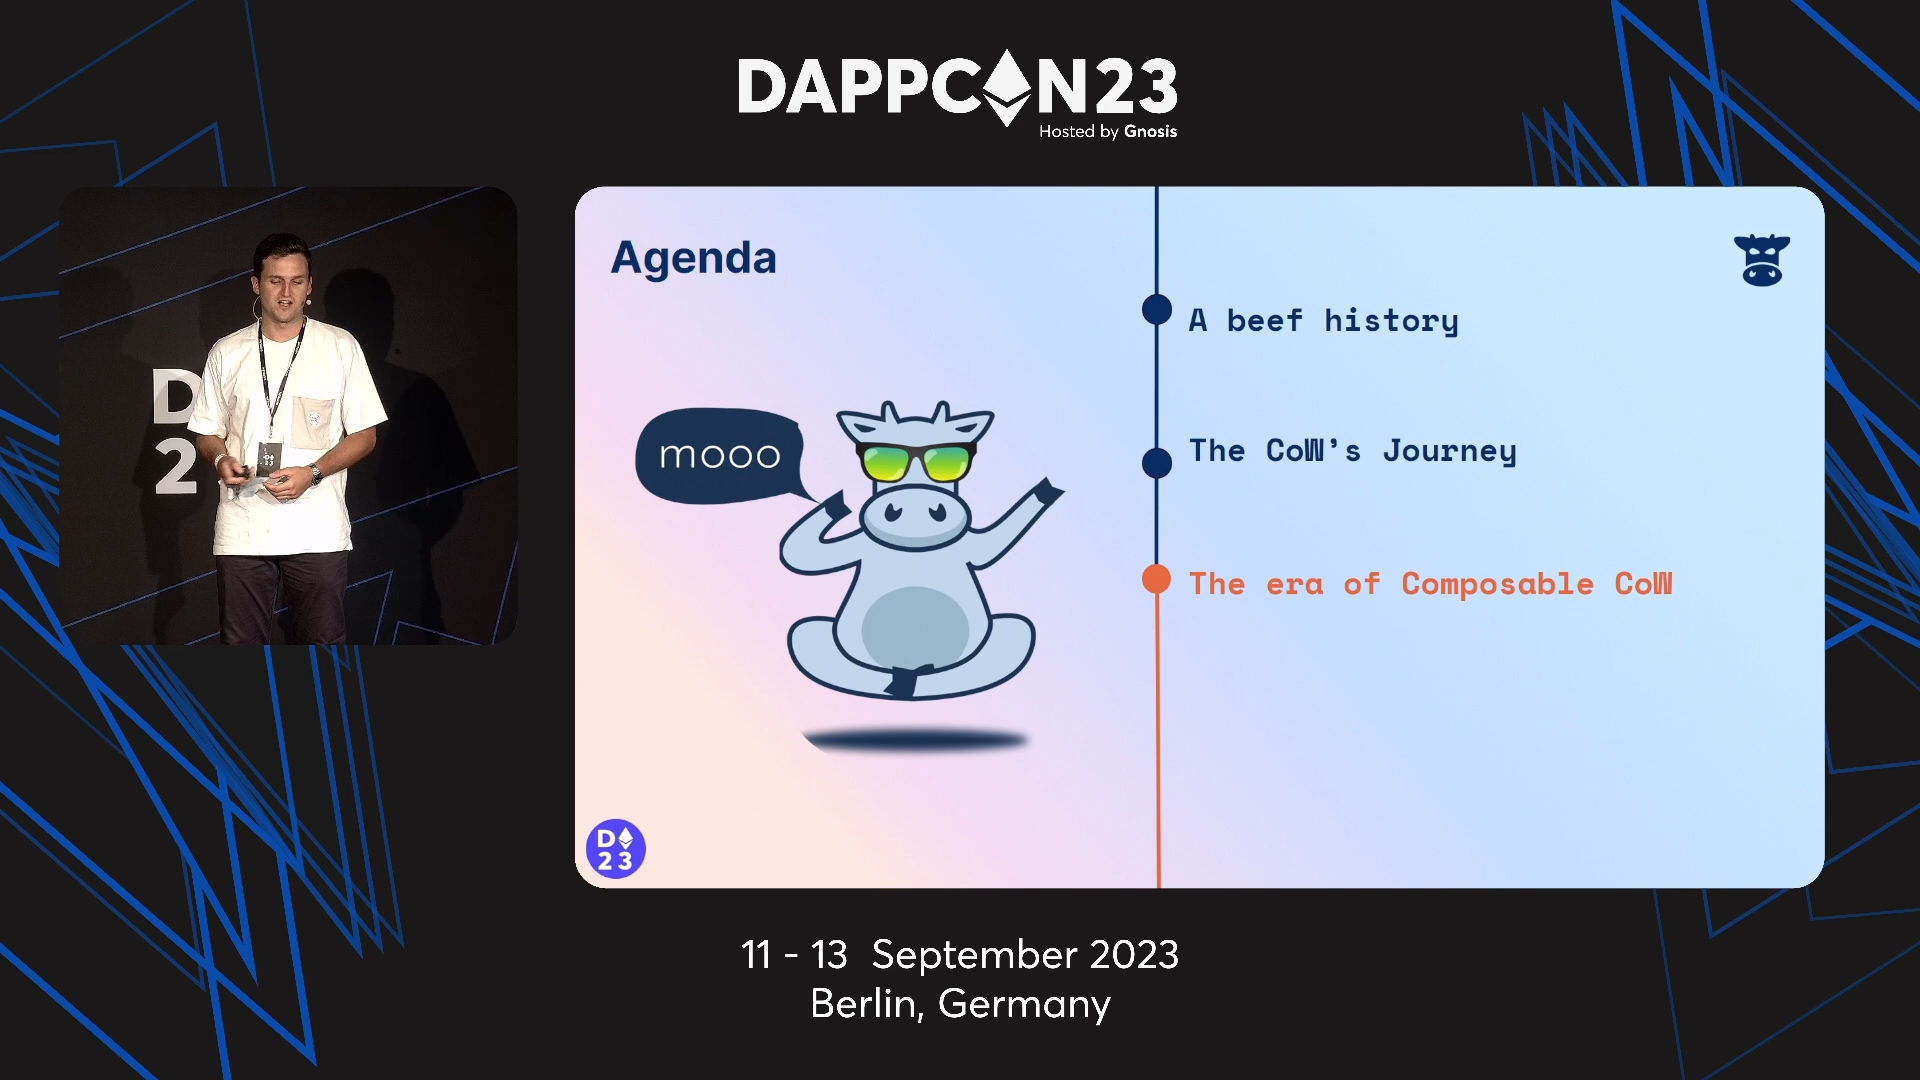 DAPPCON23
Hosted by Gnosis
D
2
Agenda
mooo
A beef history
The CoW's Journey
The era of Composable CoW
D
23
11 - 13 September 2023
Berlin, Germany